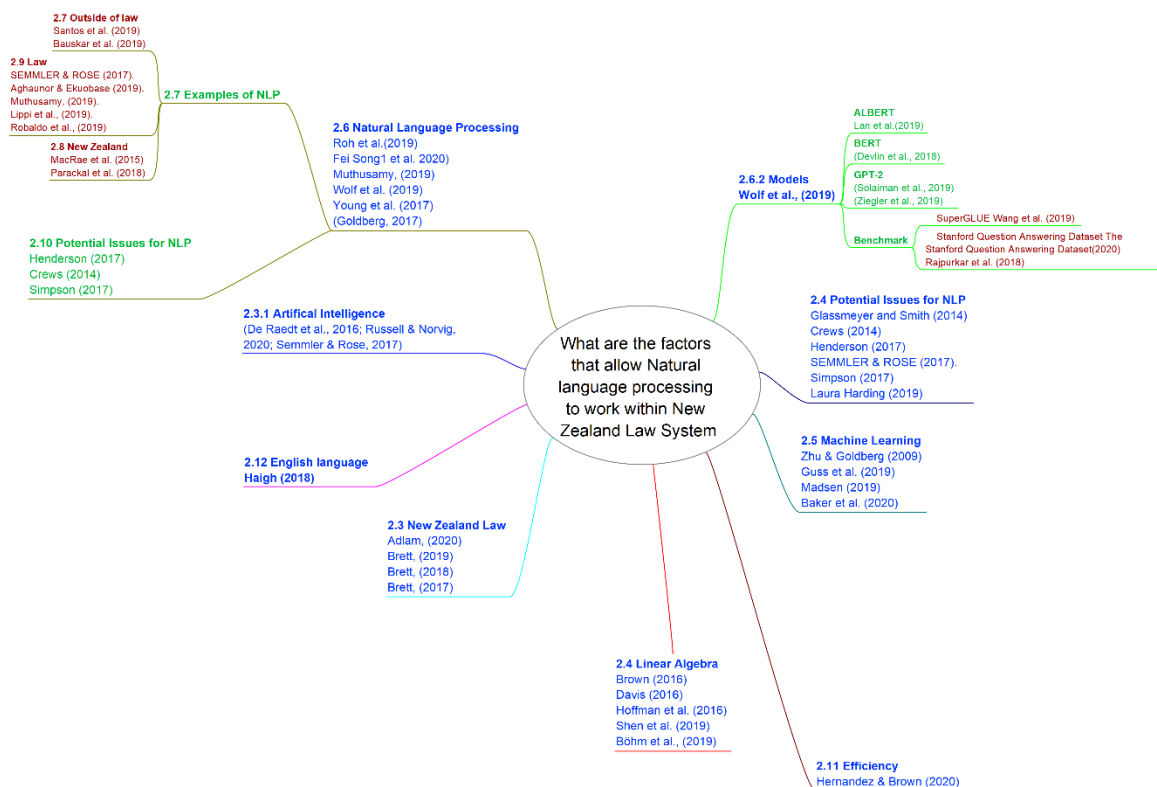 2.7 Outside of law
Santos et al. (2019)
Bauskar et al. (2019)
2.9 Law
SEMMLER & ROSE (2017).
Aghaunor & Ekuobase (2019).
Muthusamy, (2019).
Lippi et al., (2019).
Robaldo et al., (2019)
2.8 New Zealand
MacRae et al. (2015)
Parackal et al. (2018)
2.7 Examples of NLP
2.6 Natural Language Processing
Roh et al.(2019)
Fei Song1 et al. 2020)
Muthusamy, (2019)
Wolf et al. (2019)
Young et al. (2017)
(Goldberg, 2017)
2.10 Potential Issues for NLP
Henderson (2017)
Crews (2014)
Simpson (2017)
2.3.1 Artifical Intelligence
(De Raedt et al., 2016; Russell & Norvig,
2020; Semmler & Rose, 2017)
2.12 English language
Haigh (2018)
2.3 New Zealand Law
Adlam, (2020)
Brett, (2019)
Brett, (2018)
Brett, (2017)
What are the factors
that allow Natural
language processing
to work within New
Zealand Law System
2.6.2 Models
Wolf et al., (2019)
ALBERT
Lan et al.(2019)
BERT
(Devlin et al., 2018)
GPT-2
(Solaiman et al., 2019)
(Ziegler et al., 2019)
Benchmark
SuperGLUE Wang et al. (2019)
Stanford Question Answering Dataset The
Stanford Question Answering Dataset(2020)
Rajpurkar et al. (2018)
2.4 Potential Issues for NLP
Glassmeyer and Smith (2014)
Crews (2014)
Henderson (2017)
SEMMLER & ROSE (2017).
Simpson (2017)
Laura Harding (2019)
2.5 Machine Learning
Zhu & Goldberg (2009)
Guss et al. (2019)
Madsen (2019)
Baker et al. (2020)
2.4 Linear Algebra
Brown (2016)
Davis (2016)
Hoffman et al. (2016)
Shen et al. (2019)
Böhm et al., (2019)
2.11 Efficiency
Hernandez & Brown (2020)